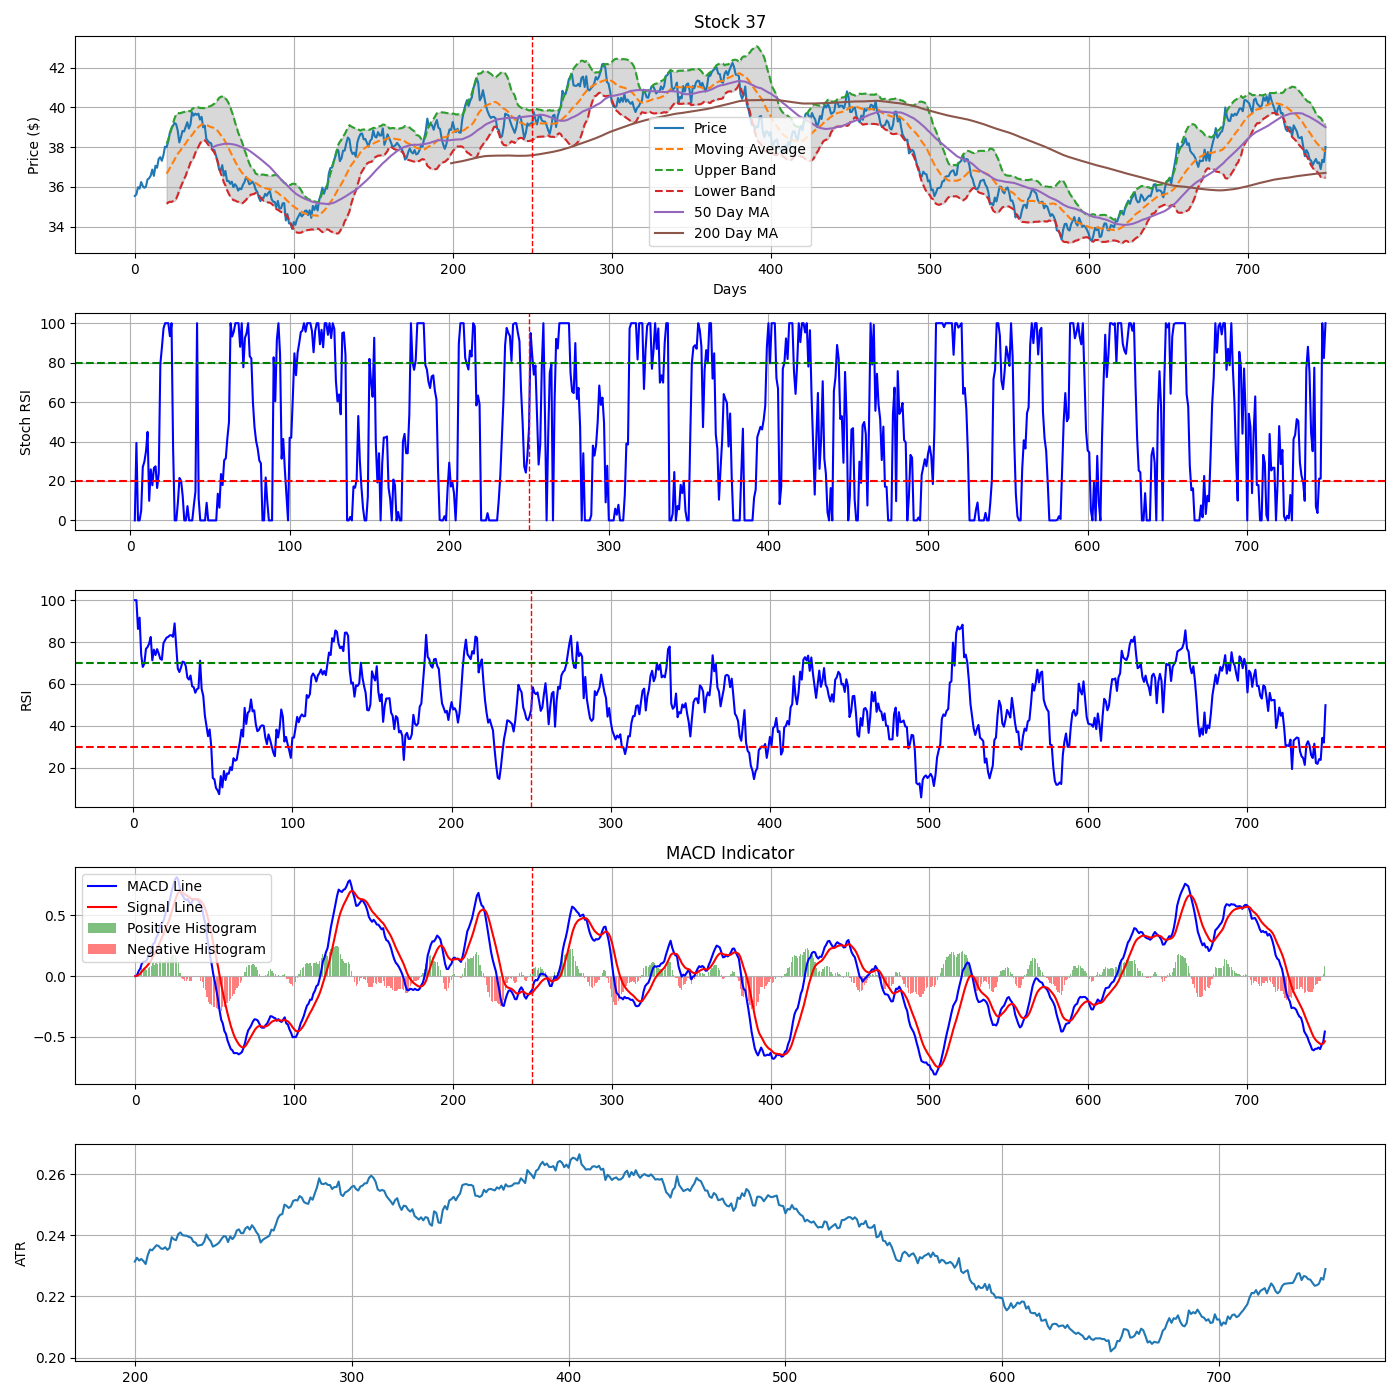 Stock 37
Price ($)
42
40
38
36
34
Price
Moving Average
Upper Band
Lower Band
50 Day MA
200 Day MA
0 100 200 300 400 500 600 700
Days
Stoch RSI
100
80
60
40
20
0
0 100 200 300 400 500 600 700
RSI
100
80
60
40
20
0 100 200 300 400 500 600 700
MACD Indicator
MACD Line
Signal Line
Positive Histogram
Negative Histogram
0.5
0.0
−0.5
0 100 200 300 400 500 600 700
ATR
0.26
0.24
0.22
0.20
200 300 400 500 600 700